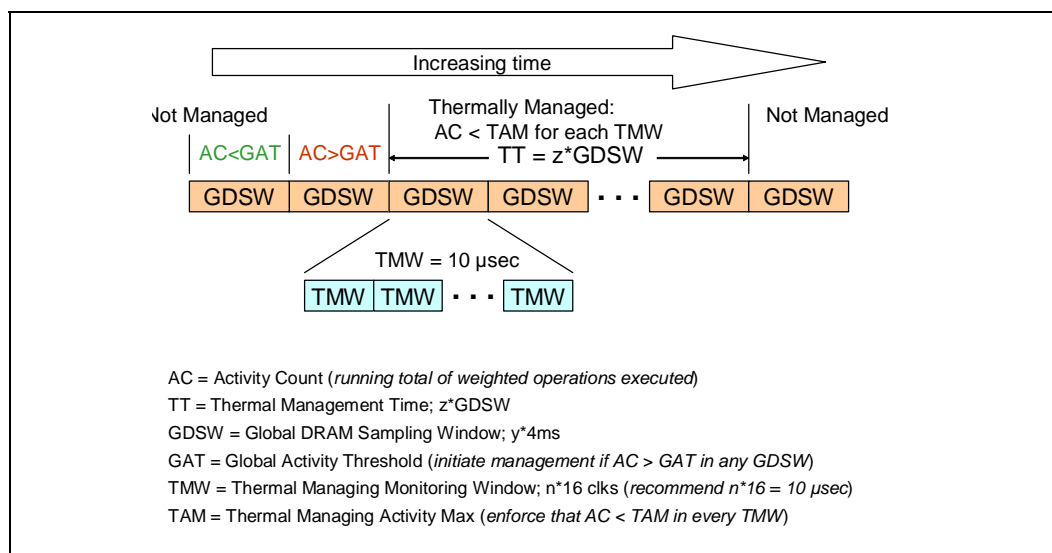 Increasing time
Not Managed
Thermally Managed:
Not Managed
AC < TAM for each TMW
AC<GAT
AC>GAT
TT = z*GDSW
GDSW GDSW GDSW GDSW · · · GDSW GDSW
TMW = 10 µsec
TMW TMW · · · TMW
AC = Activity Count (running total of weighted operations executed)
TT = Thermal Management Time; z*GDSW
GDSW = Global DRAM Sampling Window; y*4ms
GAT = Global Activity Threshold (initiate management if AC > GAT in any GDSW)
TMW = Thermal Managing Monitoring Window; n*16 clks (recommend n*16 = 10 µsec)
TAM = Thermal Managing Activity Max (enforce that AC < TAM in every TMW)